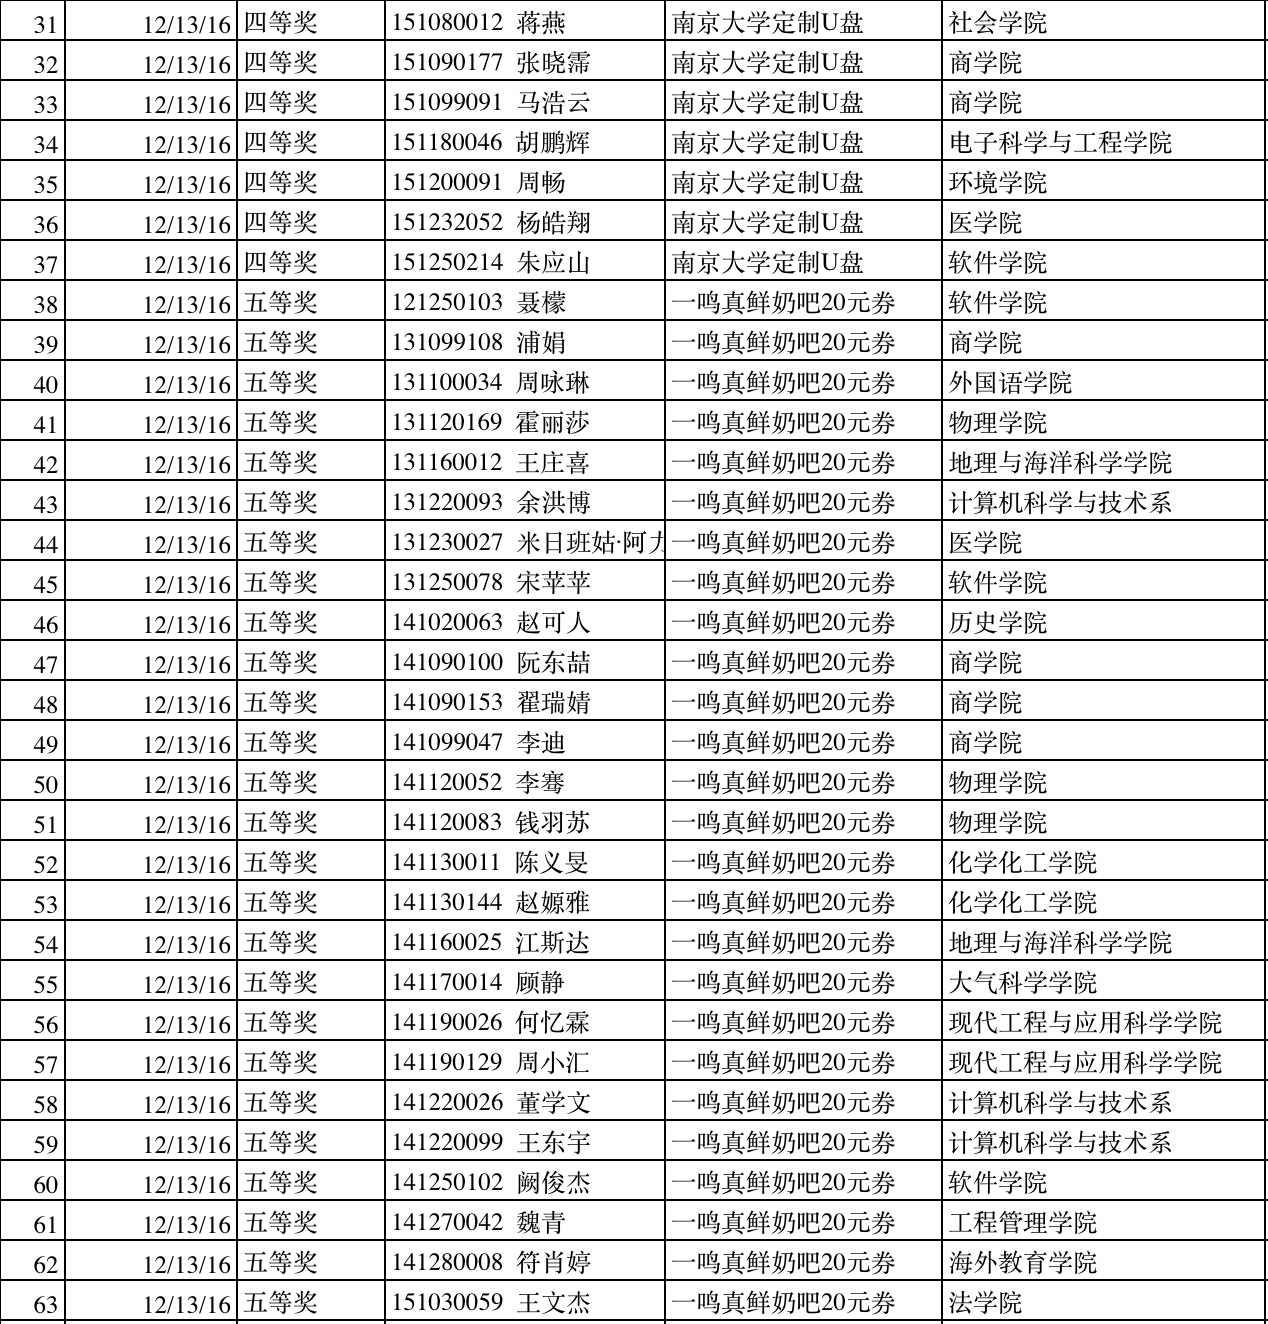 31 12/13/16 四等奖 151080012 蒋燕 南京大学定制U盘 社会学院
32 12/13/16 四等奖 151090177 张晓霈 南京大学定制U盘 商学院
33 12/13/16 四等奖 151099091 马浩云 南京大学定制U盘 商学院
34 12/13/16 四等奖 151180046 胡鹏辉 南京大学定制U盘 电子科学与工程学院
35 12/13/16 四等奖 151200091 周畅 南京大学定制U盘 环境学院
36 12/13/16 四等奖 151232052 杨皓翔 南京大学定制U盘 医学院
37 12/13/16 四等奖 151250214 朱应山 南京大学定制U盘 软件学院
38 12/13/16 五等奖 121250103 聂檬 一鸣真鲜奶吧20元券 软件学院
39 12/13/16 五等奖 131099108 浦娟 一鸣真鲜奶吧20元券 商学院
40 12/13/16 五等奖 131100034 周咏琳 一鸣真鲜奶吧20元券 外国语学院
41 12/13/16 五等奖 131120169 霍丽莎 一鸣真鲜奶吧20元券 物理学院
42 12/13/16 五等奖 131160012 王庄喜 一鸣真鲜奶吧20元券 地理与海洋科学学院
43 12/13/16 五等奖 131220093 余洪博 一鸣真鲜奶吧20元券 计算机科学与技术系
44 12/13/16 五等奖 131230027 米日班姑·阿力 一鸣真鲜奶吧20元券 医学院
45 12/13/16 五等奖 131250078 宋苹苹 一鸣真鲜奶吧20元券 软件学院
46 12/13/16 五等奖 141020063 赵可人 一鸣真鲜奶吧20元券 历史学院
47 12/13/16 五等奖 141090100 阮东喆 一鸣真鲜奶吧20元券 商学院
48 12/13/16 五等奖 141090153 翟瑞婧 一鸣真鲜奶吧20元券 商学院
49 12/13/16 五等奖 141099047 李迪 一鸣真鲜奶吧20元券 商学院
50 12/13/16 五等奖 141120052 李骞 一鸣真鲜奶吧20元券 物理学院
51 12/13/16 五等奖 141120083 钱羽苏 一鸣真鲜奶吧20元券 物理学院
52 12/13/16 五等奖 141130011 陈义旻 一鸣真鲜奶吧20元券 化学化工学院
53 12/13/16 五等奖 141130144 赵嫄雅 一鸣真鲜奶吧20元券 化学化工学院
54 12/13/16 五等奖 141160025 江斯达 一鸣真鲜奶吧20元券 地理与海洋科学学院
55 12/13/16 五等奖 141170014 顾静 一鸣真鲜奶吧20元券 大气科学学院
56 12/13/16 五等奖 141190026 何忆霖 一鸣真鲜奶吧20元券 现代工程与应用科学学院
57 12/13/16 五等奖 141190129 周小汇 一鸣真鲜奶吧20元券 现代工程与应用科学学院
58 12/13/16 五等奖 141220026 董学文 一鸣真鲜奶吧20元券 计算机科学与技术系
59 12/13/16 五等奖 141220099 王东宇 一鸣真鲜奶吧20元券 计算机科学与技术系
60 12/13/16 五等奖 141250102 阙俊杰 一鸣真鲜奶吧20元券 软件学院
61 12/13/16 五等奖 141270042 魏青 一鸣真鲜奶吧20元券 工程管理学院
62 12/13/16 五等奖 141280008 符肖婷 一鸣真鲜奶吧20元券 海外教育学院
63 12/13/16 五等奖 151030059 王文杰 一鸣真鲜奶吧20元券 法学院